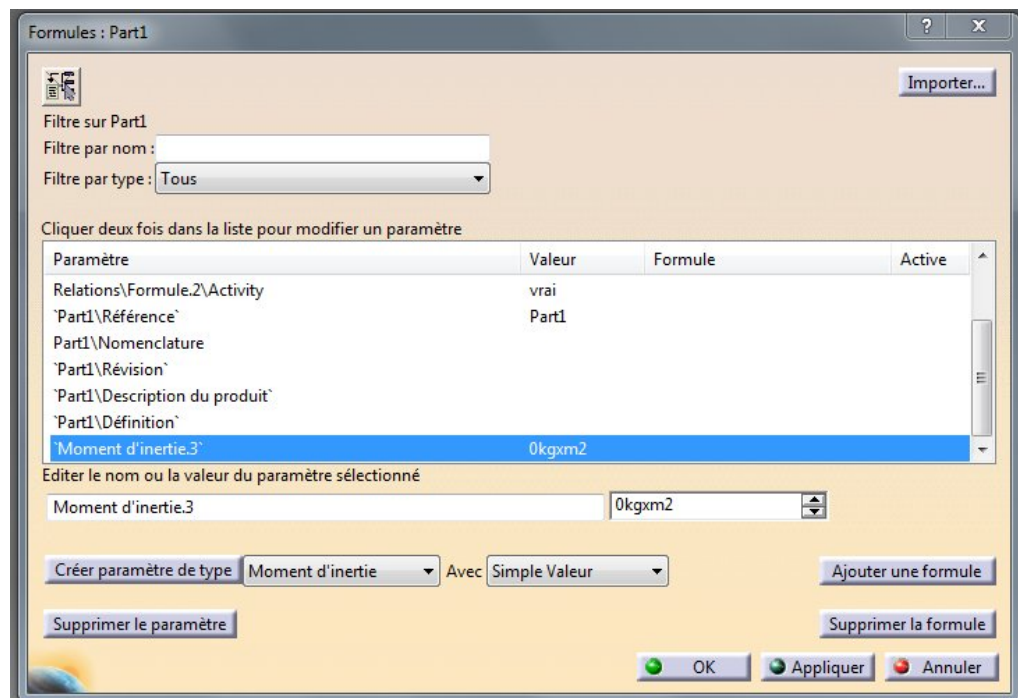 Formules : Part1
Importer...
Filtre sur Part1
Filtre par nom :
Filtre par type : Tous
Cliquer deux fois dans la liste pour modifier un paramètre
Paramètre Valeur Formule Active
Relations\Formule.2\Activity vrai
`Part1\Référence` Part1
Part1\Nomenclature
`Part1\Révision`
`Part1\Description du produit`
`Part1\Définition`
`Moment d'inertie.3` 0kgxm2
Editer le nom ou la valeur du paramètre sélectionné
Moment d'inertie.3 0kgxm2
Créer paramètre de type Moment d'inertie Avec Simple Valeur Ajouter une formule
Supprimer le paramètre Supprimer la formule
OK Appliquer Annuler